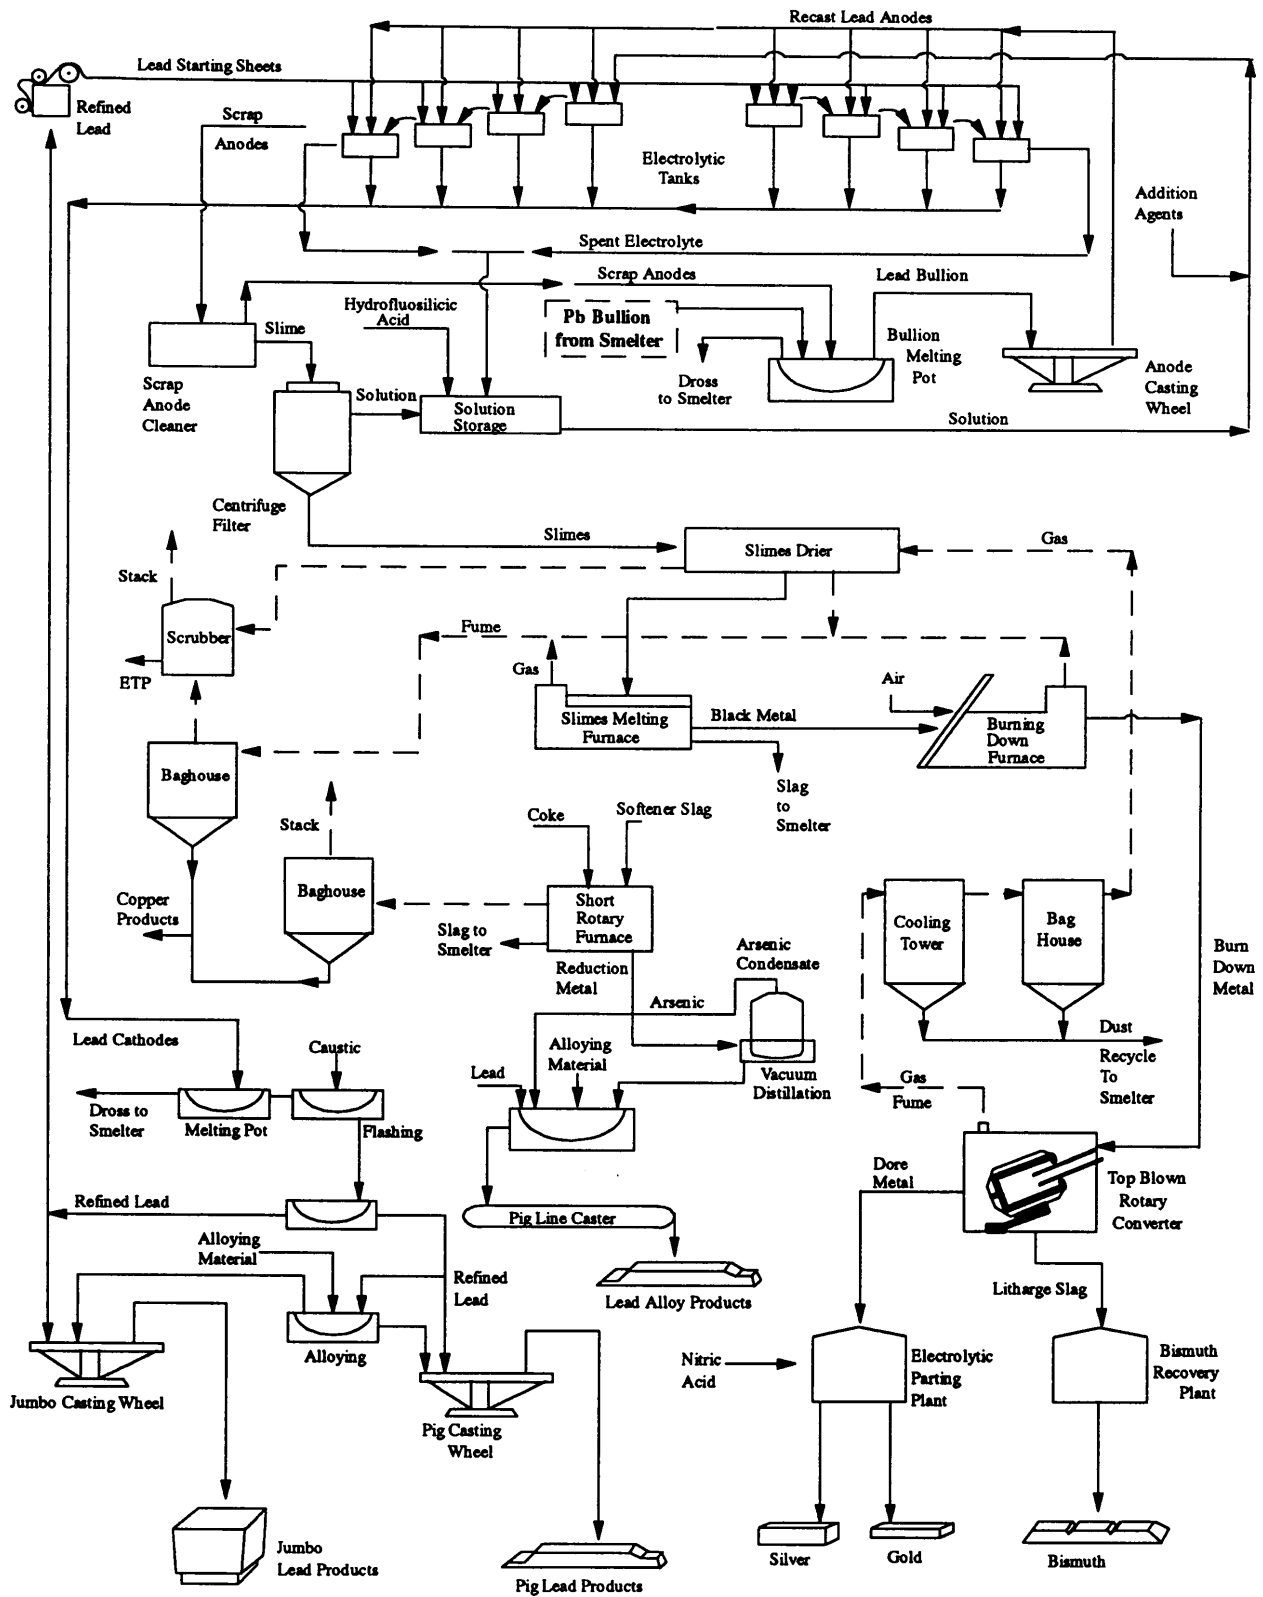 Recast Lead Anodes
Lead Starting Sheets
Refined
Lead
Scrap
Anodes
Electrolytic
Tanks
Addition
Agents
Spent Electrolyte
Scrap Anodes
Lead Bullion
Hydrofluosilicic
Acid
Pb Bullion
from Smelter
Slime
Bullion
Melting
Pot
Dross
to Smelter
Anode
Casting
Wheel
Scrap
Anode
Cleaner
Solution
Solution
Storage
Solution
Centrifuge
Filter
Slimes
Slimes Drier
Gas
Stack
Scrubber
Fume
ETP
Gas
Air
Slimes Melting
Furnace
Black Metal
Burning
Down
Furnace
Baghouse
Slag
to
Smelter
Coke
Softener Slag
Stack
Baghouse
Copper
Products
Short
Rotary
Furnace
Slag to
Smelter
Reduction
Metal
Arsenic
Condensate
Cooling
Tower
Bag
House
Burn
Down
Metal
Arsenic
Lead Cathodes
Caustic
Alloying
Material
Lead
Vacuum
Distillation
Dust
Recycle
To
Smelter
Gas
Fume
Dross to
Smelter
Melting Pot
Flashing
Dore
Metal
Top Blown
Rotary
Converter
Refined Lead
Pig Line Caster
Alloying
Material
Refined
Lead
Lead Alloy Products
Litharge Slag
Alloying
Nitric
Acid
Electrolytic
Parting
Plant
Bismuth
Recovery
Plant
Jumbo Casting Wheel
Pig Casting
Wheel
Jumbo
Lead Products
Pig Lead Products
Silver
Gold
Bismuth